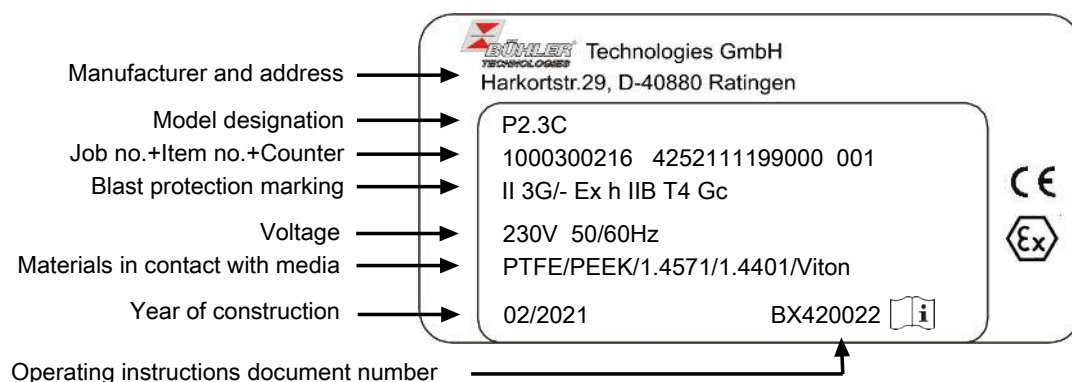 BÜHLER Technologies GmbH
TECHNOLOGIES
Manufacturer and address
Harkortstr.29, D-40880 Ratingen
Model designation
P2.3C
Job no.+Item no.+Counter
1000300216 4252111199000 001
Blast protection marking
II 3G/- Ex h IIB T4 Gc
CE
Voltage
230V 50/60Hz
Ex
Materials in contact with media
PTFE/PEEK/1.4571/1.4401/Viton
Year of construction
02/2021 BX420022 i
Operating instructions document number